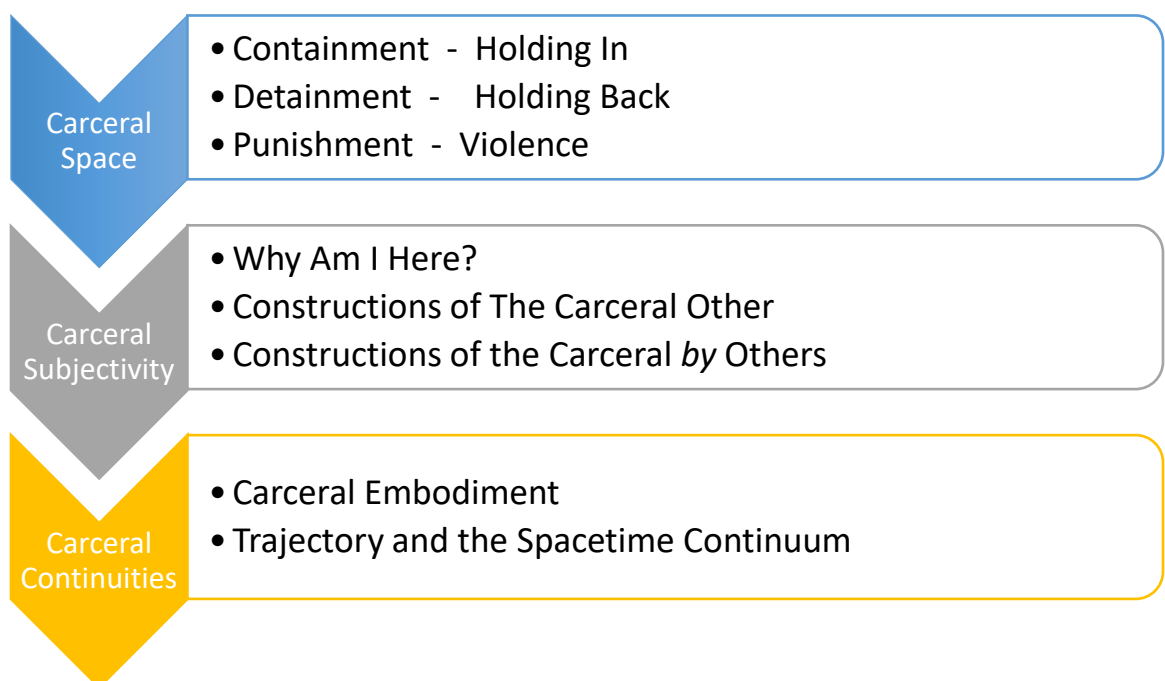 Carceral
Space
• Containment - Holding In
• Detainment - Holding Back
• Punishment - Violence
Carceral
Subjectivity
• Why Am I Here?
• Constructions of The Carceral Other
• Constructions of the Carceral by Others
Carceral
Continuities
• Carceral Embodiment
• Trajectory and the Spacetime Continuum